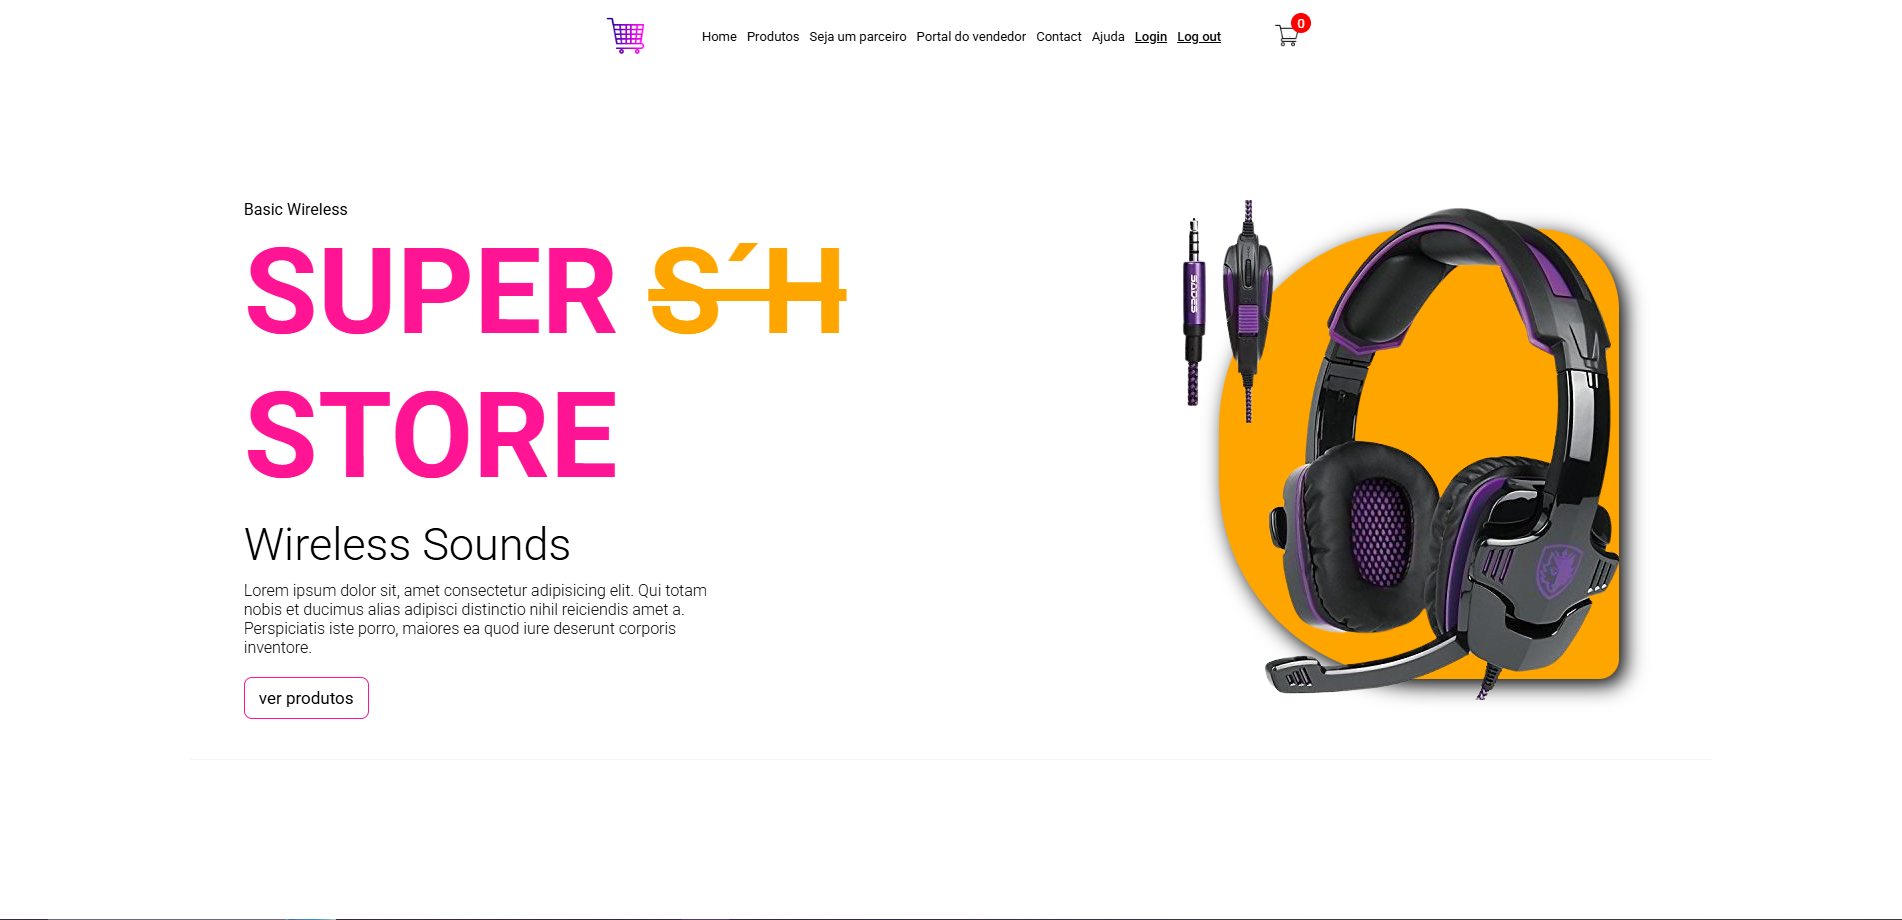 Home Produtos Seja um parceiro Portal do vendedor Contact Ajuda Login Log out 0
Basic Wireless
SUPER S´H
STORE
Wireless Sounds
Lorem ipsum dolor sit, amet consectetur adipisicing elit. Qui totam
nobis et ducimus alias adipisci distinctio nihil reiciendis amet a.
Perspiciatis iste porro, maiores ea quod iure deserunt corporis
inventore.
ver produtos
SADES